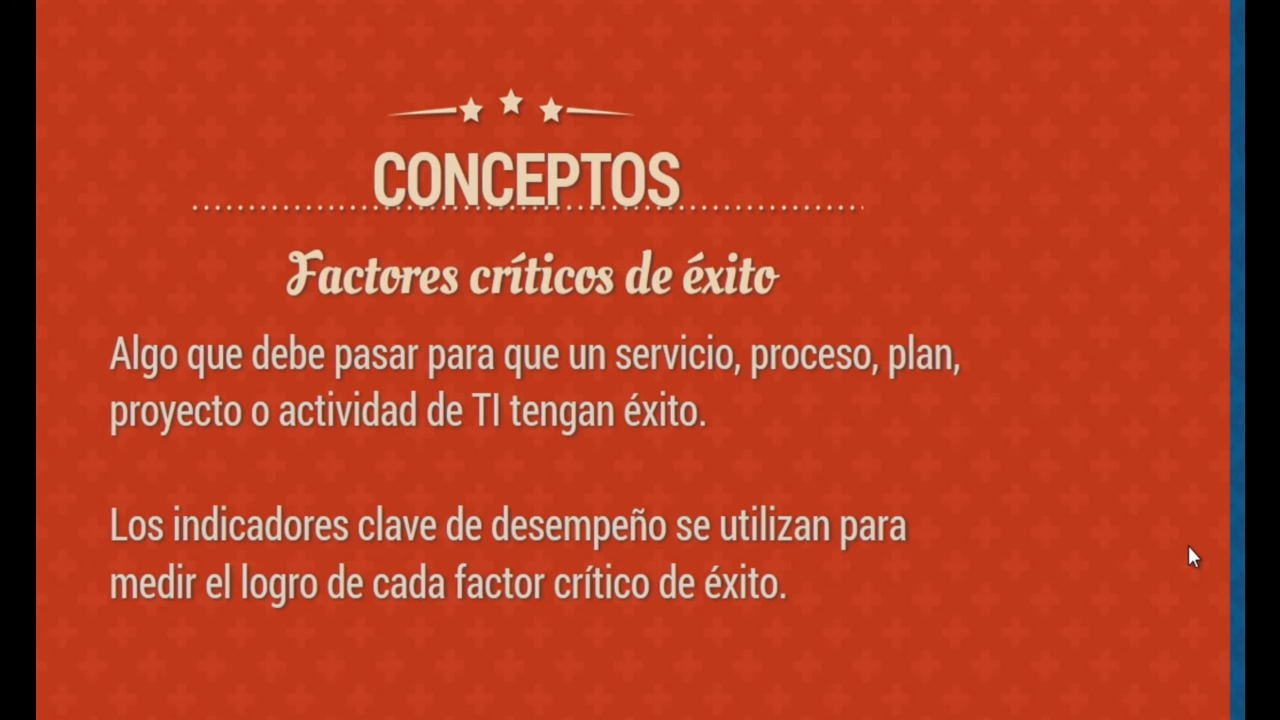 CONCEPTOS
Factores críticos de éxito
Algo que debe pasar para que un servicio, proceso, plan,
proyecto o actividad de TI tengan éxito.
Los indicadores clave de desempeño se utilizan para
medir el logro de cada factor crítico de éxito.